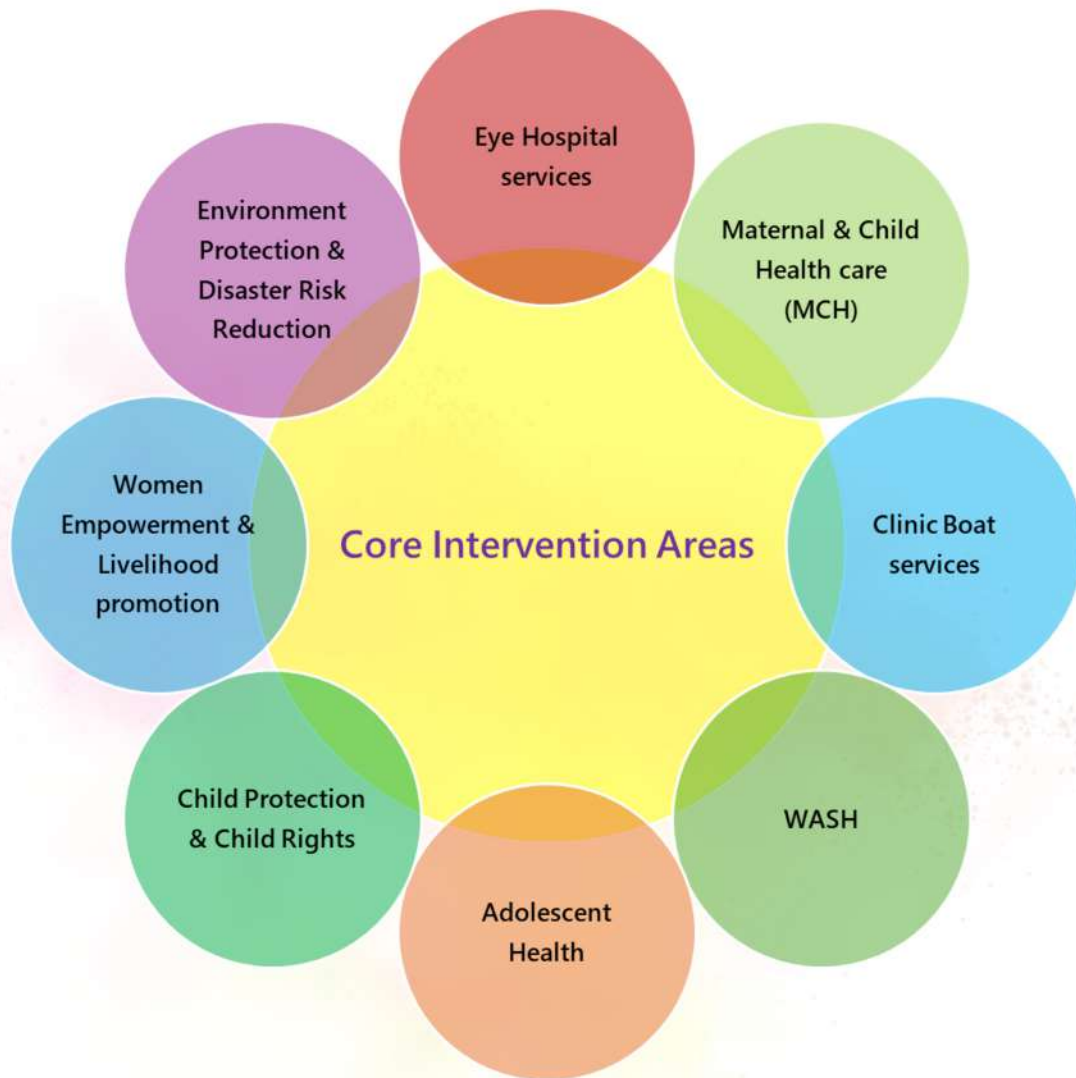 Eye Hospital
services
Maternal & Child
Health care
(MCH)
Clinic Boat
services
WASH
Adolescent
Health
Child Protection
& Child Rights
Women
Empowerment &
Livelihood
promotion
Environment
Protection &
Disaster Risk
Reduction
Core Intervention Areas